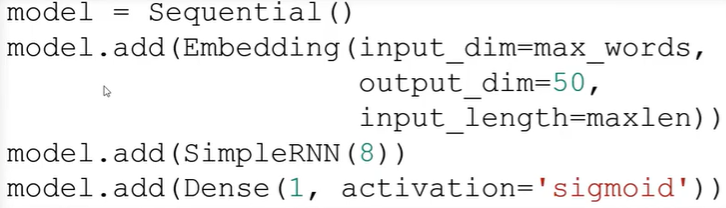 model = Sequential()
model.add(Embedding(input_dim=max_words,
                    output_dim=50,
                    input_length=maxlen))
model.add(SimpleRNN(8))
model.add(Dense(1, activation='sigmoid'))